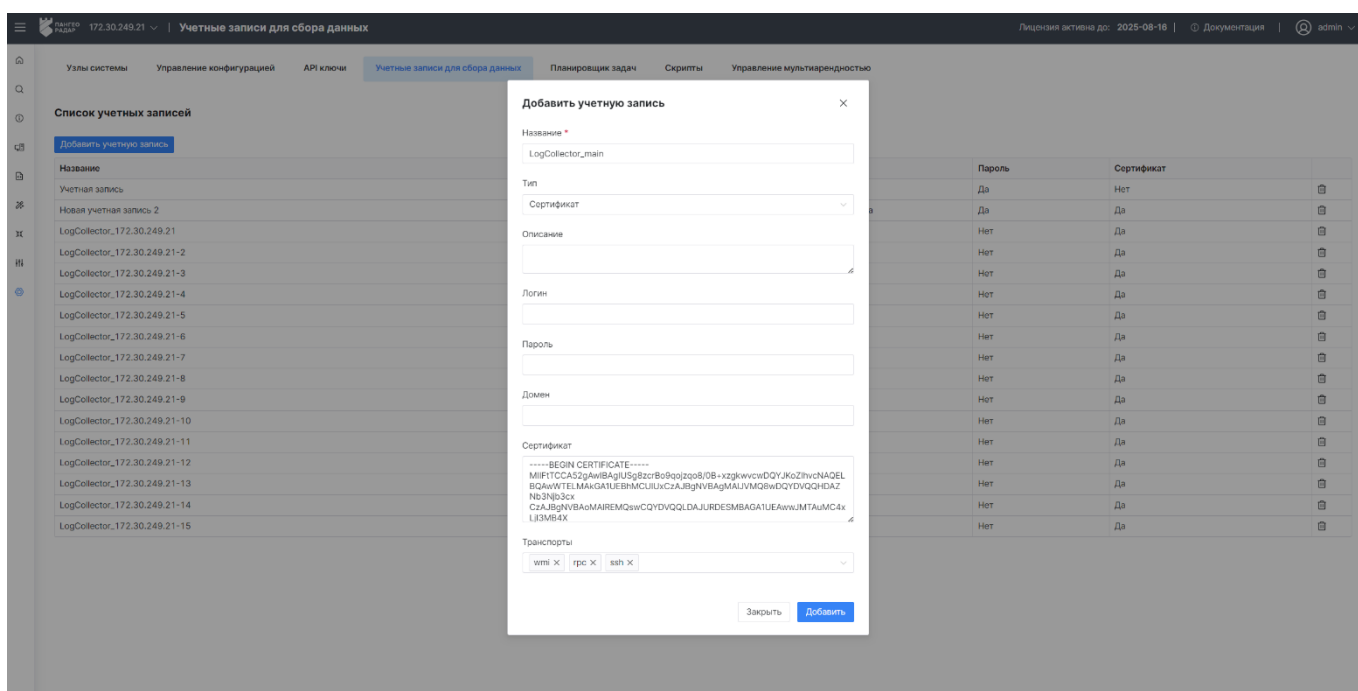 ПАНГЕО РАДАР 172.30.249.21 | Учетные записи для сбора данных Лицензия активна до: 2025-08-16 | Документация | admin
Узлы системы Управление конфигурацией API ключи Учетные записи для сбора данных Планировщик задач Скрипты Управление мультиарендностью
Список учетных записей
Добавить учетную запись
Название Пароль Сертификат
Учетная запись Да Нет
Новая учетная запись 2 Да Да
LogCollector_172.30.249.21 Нет Да
LogCollector_172.30.249.21-2 Нет Да
LogCollector_172.30.249.21-3 Нет Да
LogCollector_172.30.249.21-4 Нет Да
LogCollector_172.30.249.21-5 Нет Да
LogCollector_172.30.249.21-6 Нет Да
LogCollector_172.30.249.21-7 Нет Да
LogCollector_172.30.249.21-8 Нет Да
LogCollector_172.30.249.21-9 Нет Да
LogCollector_172.30.249.21-10 Нет Да
LogCollector_172.30.249.21-11 Нет Да
LogCollector_172.30.249.21-12 Нет Да
LogCollector_172.30.249.21-13 Нет Да
LogCollector_172.30.249.21-14 Нет Да
LogCollector_172.30.249.21-15 Нет Да
Добавить учетную запись
Название *
LogCollector_main
Тип
Сертификат
Описание
Логин
Пароль
Домен
Сертификат
-----BEGIN CERTIFICATE-----
Nb3Njb3cx
Транспорты
wmi × rpc × ssh ×
Закрыть Добавить